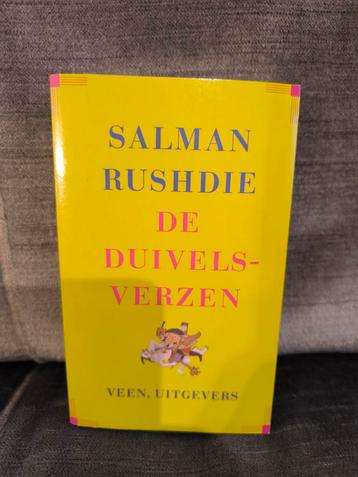 SALMAN
RUSHDIE
DE
DUIVELS-
VERZEN
VEEN, UITGEVERS